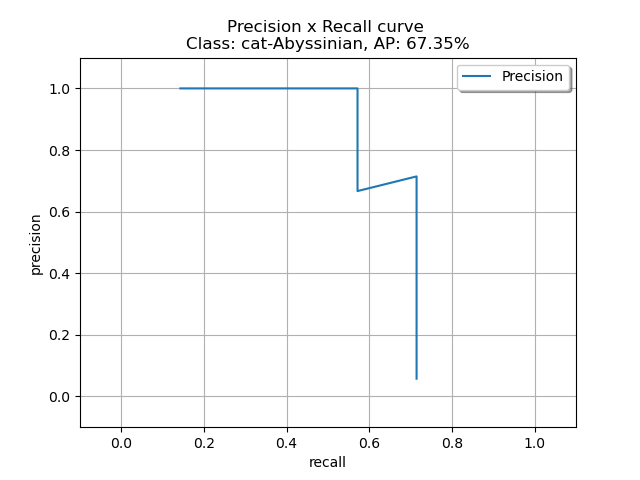 Precision x Recall curve
Class: cat-Abyssinian, AP: 67.35%
Precision
1.0
0.8
0.6
0.4
0.2
0.0
precision
0.0 0.2 0.4 0.6 0.8 1.0
recall